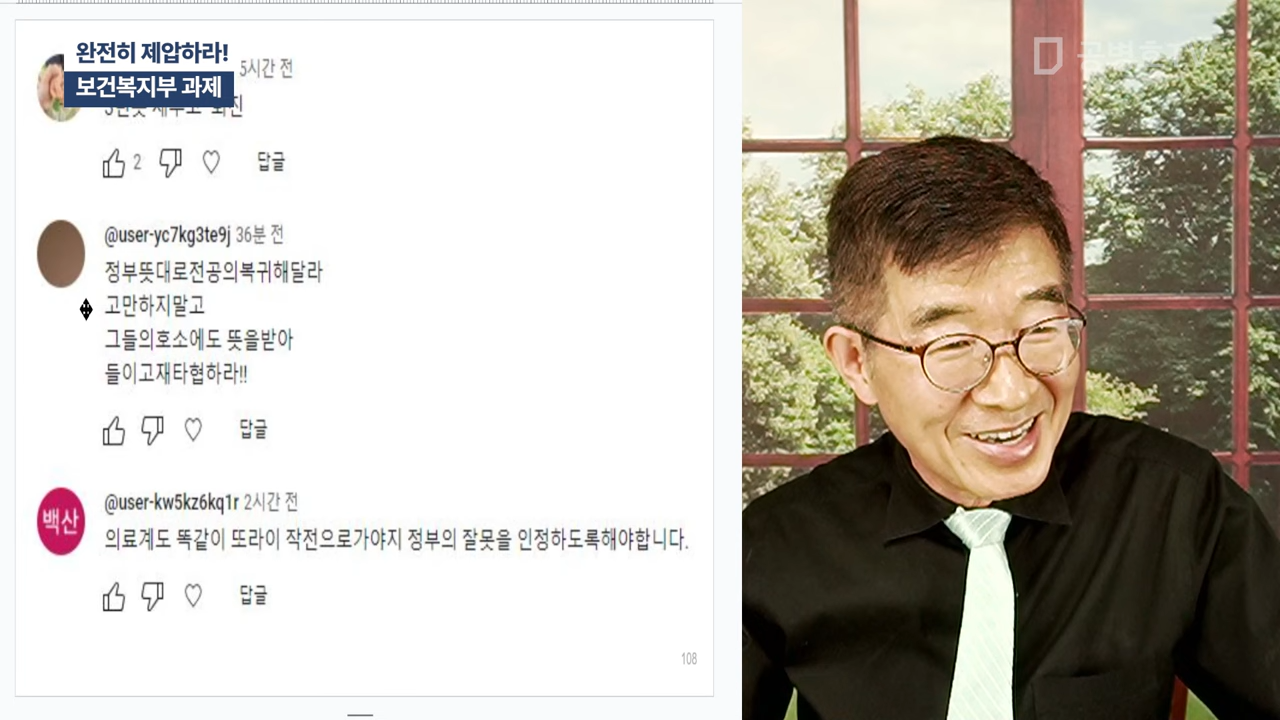 완전히 제압하라!
보건복지부 과제
5시간 전
2
답글
@user-yc7kg3te9j 36분 전
정부뜻대로전공의복귀해달라
고만하지말고
그들의호소에도 뜻을받아
들이고재타협하라!!
답글
백산
@user-kw5kz6kq1r 2시간 전
의료계도 똑같이 또라이 작전으로가야지 정부의 잘못을 인정하도록해야합니다.
답글
108